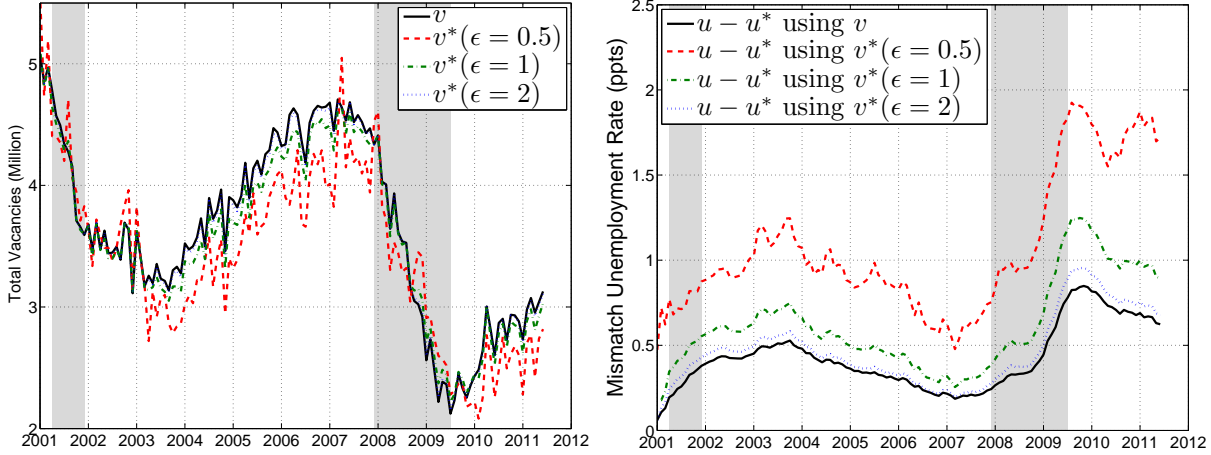 Total Vacancies (Million)
5
4
3
2
2001 2002 2003 2004 2005 2006 2007 2008 2009 2010 2011 2012
v
v*(ϵ = 0.5)
v*(ϵ = 1)
v*(ϵ = 2)
Mismatch Unemployment Rate (ppts)
2.5
2
1.5
1
0.5
0
2001 2002 2003 2004 2005 2006 2007 2008 2009 2010 2011 2012
u − u* using v
u − u* using v*(ϵ = 0.5)
u − u* using v*(ϵ = 1)
u − u* using v*(ϵ = 2)